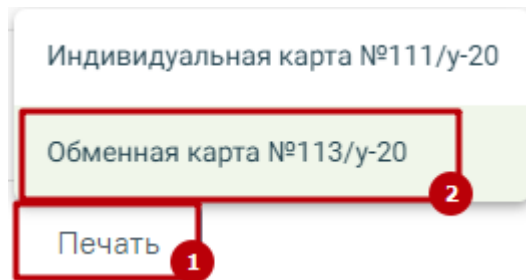 Индивидуальная карта №111/у-20
Обменная карта №113/у-20
2
Печать
1